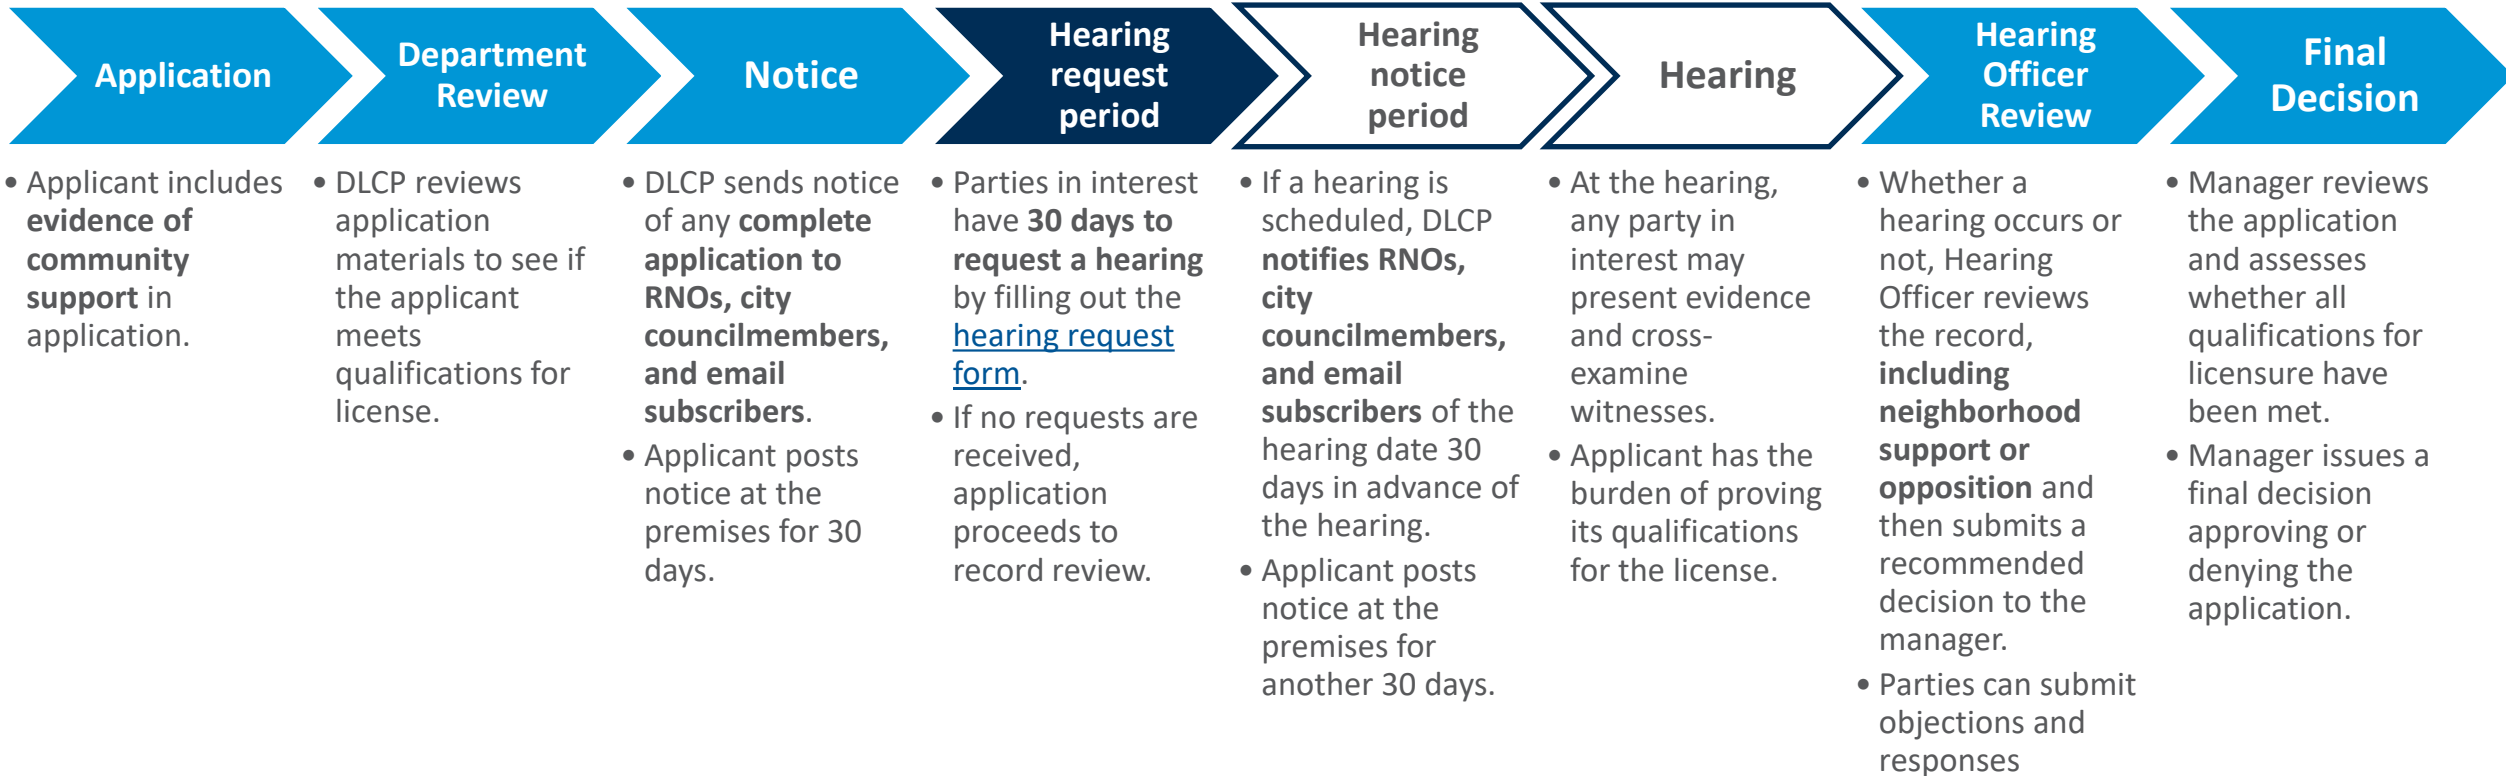 Application
Department
Review
Notice
Hearing
request
period
Hearing
notice
period
Hearing
Hearing
Officer
Review
Final
Decision
• Applicant includes
evidence of
community
support in
application.
• DLCP reviews
application
materials to see if
the applicant
meets
qualifications for
license.
• DLCP sends notice
of any complete
application to
RNOs, city
councilmembers,
and email
subscribers.
• Applicant posts
notice at the
premises for 30
days.
• Parties in interest
have 30 days to
request a hearing
by filling out the
hearing request
form.
• If no requests are
received,
application
proceeds to
record review.
• If a hearing is
scheduled, DLCP
notifies RNOs,
city
councilmembers,
and email
subscribers of the
hearing date 30
days in advance of
the hearing.
• Applicant posts
notice at the
premises for
another 30 days.
• At the hearing,
any party in
interest may
present evidence
and cross-
examine
witnesses.
• Applicant has the
burden of proving
its qualifications
for the license.
• Whether a
hearing occurs or
not, Hearing
Officer reviews
the record,
including
neighborhood
support or
opposition and
then submits a
recommended
decision to the
manager.
• Parties can submit
objections and
responses
• Manager reviews
the application
and assesses
whether all
qualifications for
licensure have
been met.
• Manager issues a
final decision
approving or
denying the
application.